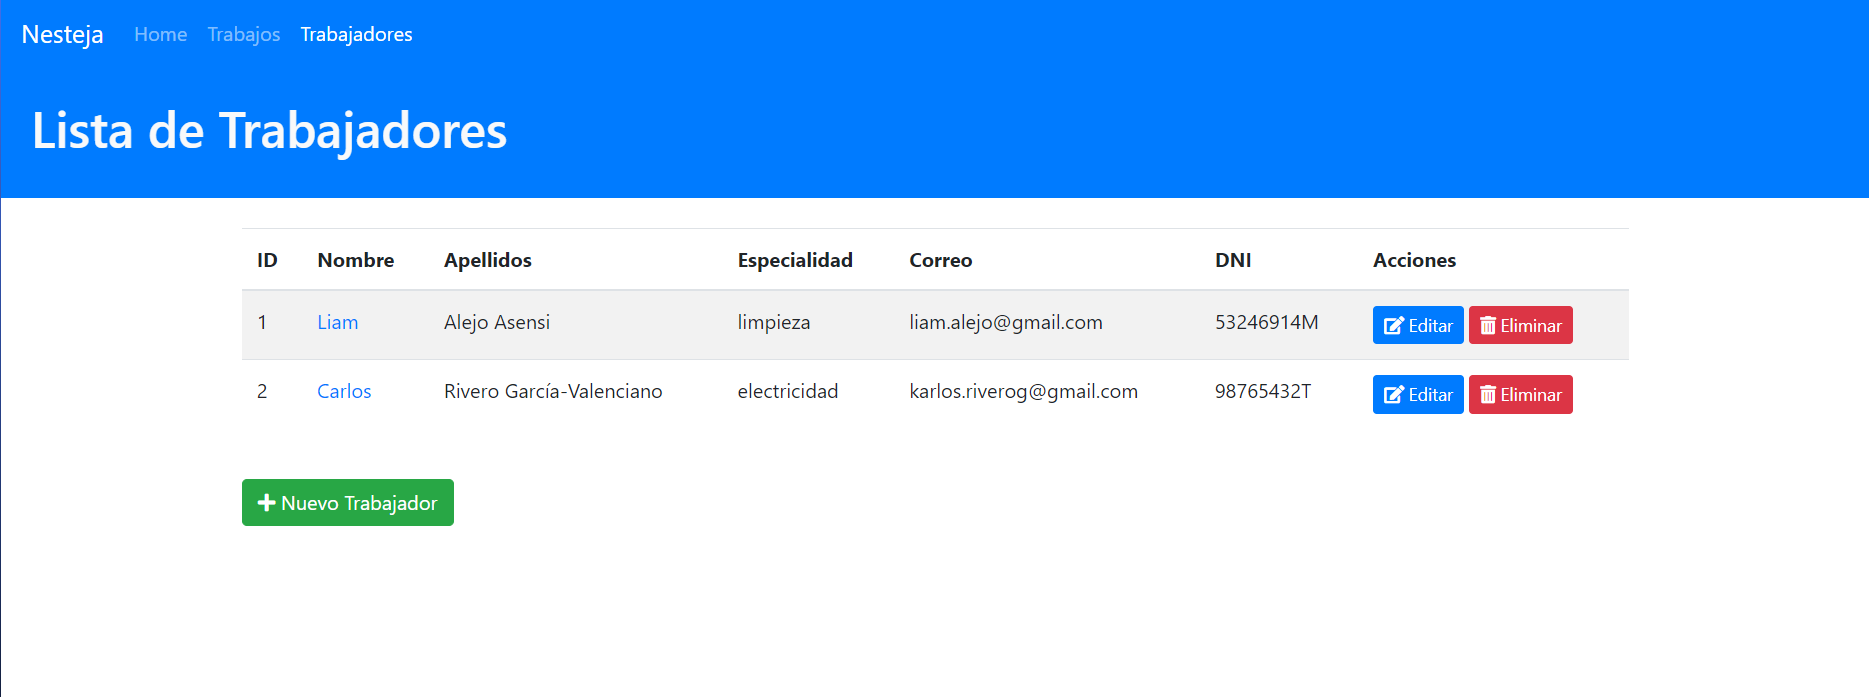 Nesteja Home Trabajos Trabajadores
Lista de Trabajadores
ID Nombre Apellidos Especialidad Correo DNI Acciones
1 Liam Alejo Asensi limpieza liam.alejo@gmail.com 53246914M Editar Eliminar
2 Carlos Rivero García-Valenciano electricidad karlos.riverog@gmail.com 98765432T Editar Eliminar
Nuevo Trabajador